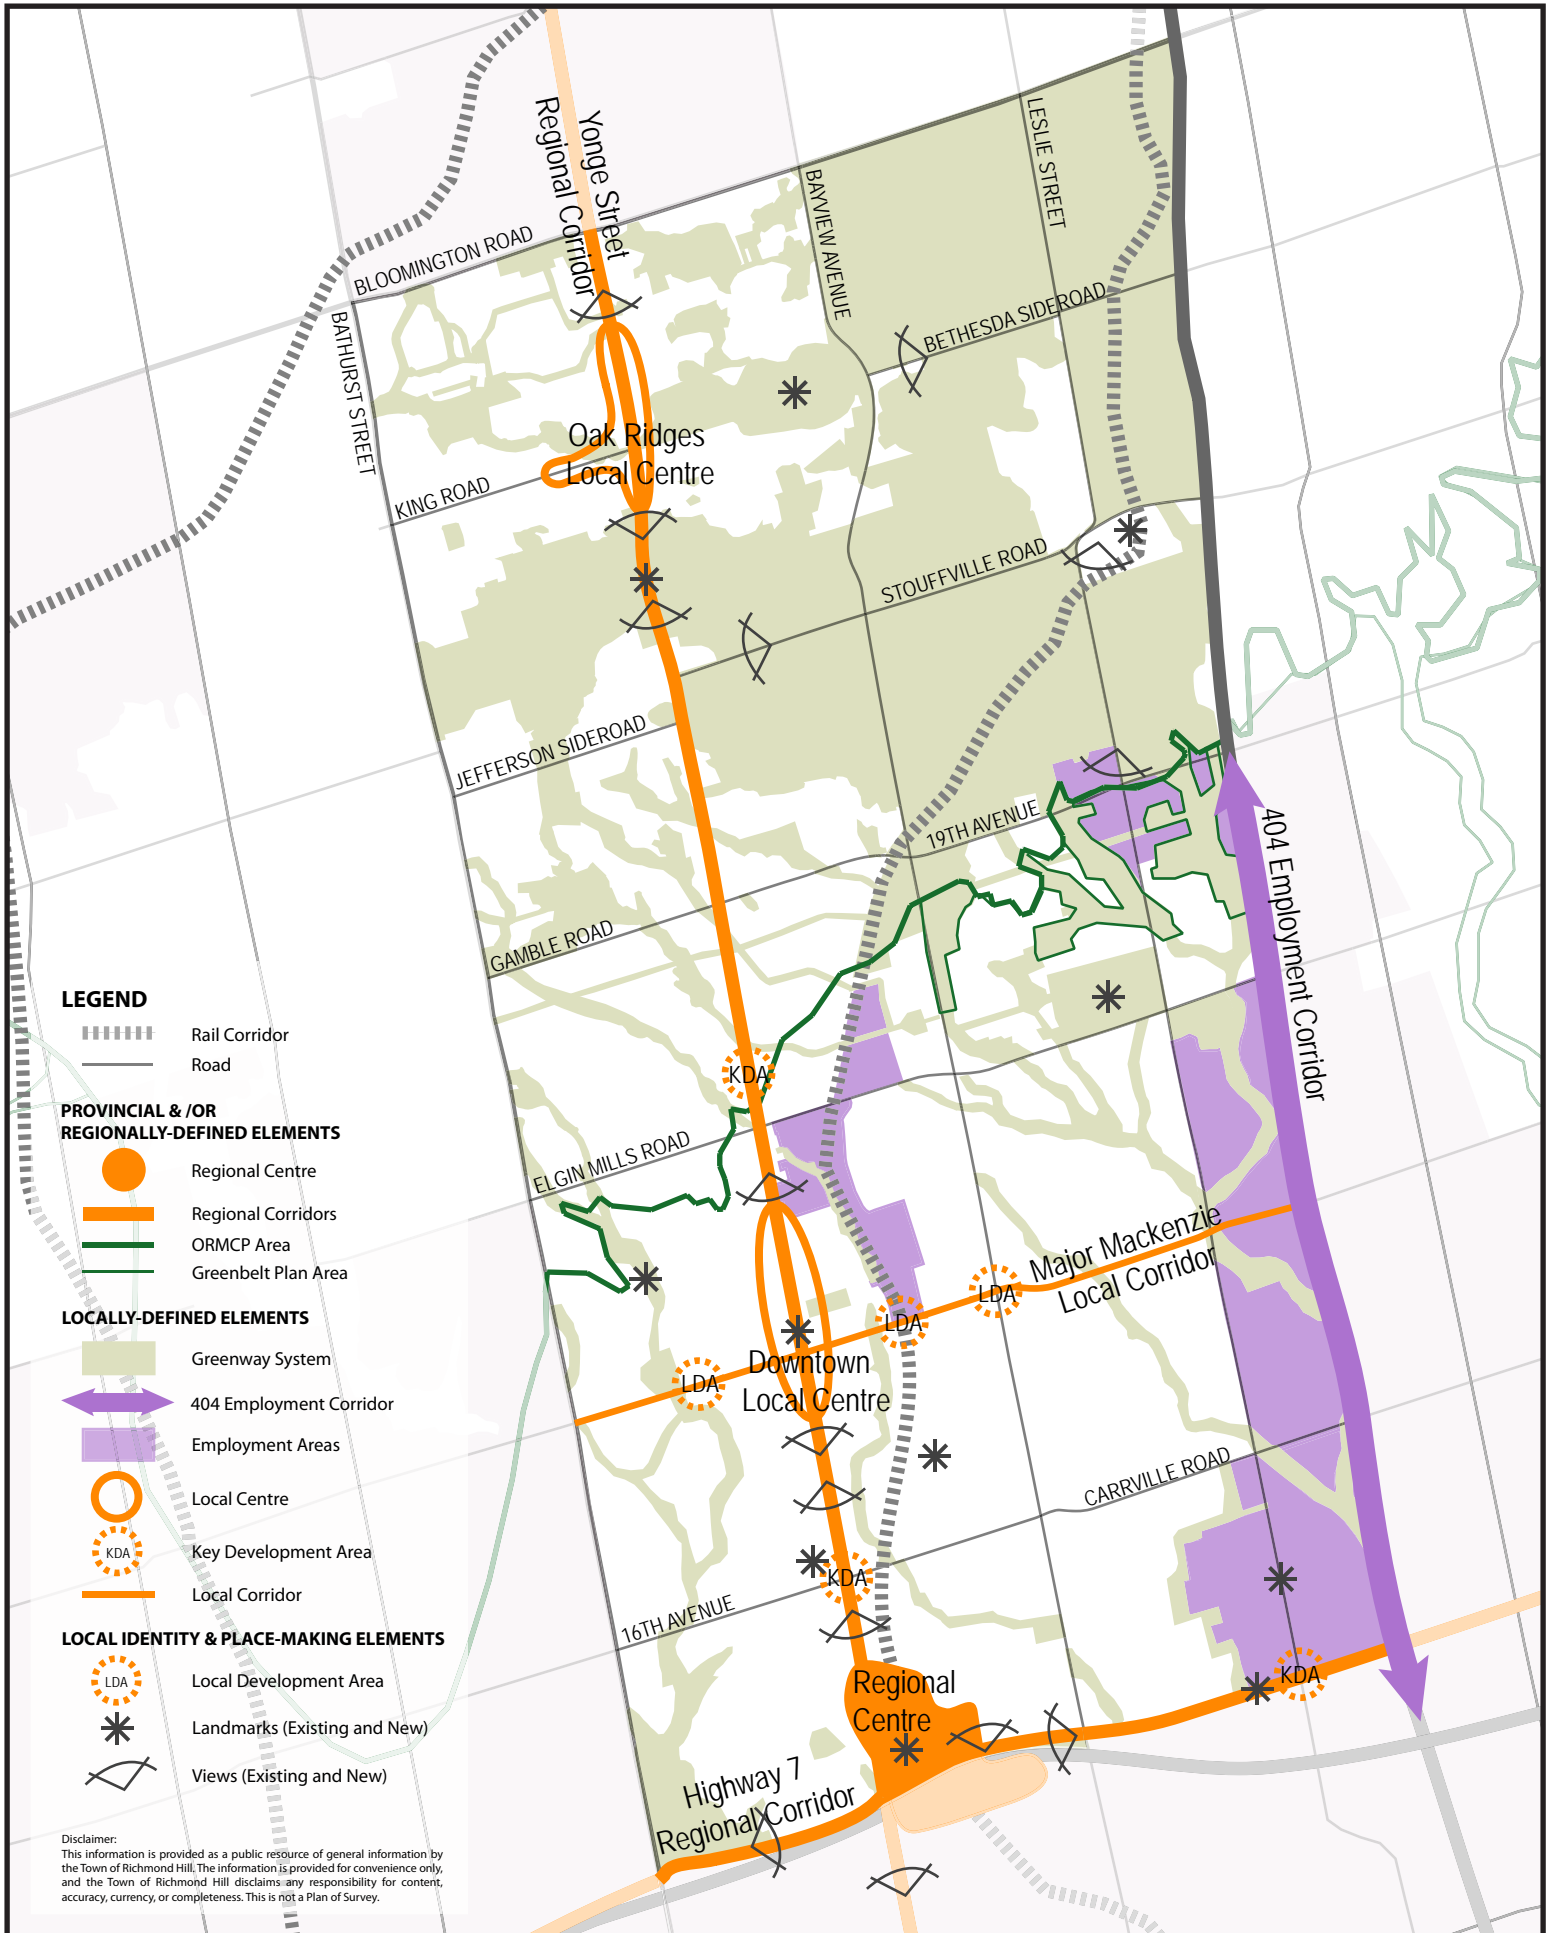 Yonge Street
Regional Corridor
LESLIE STREET
BAYVIEW AVENUE
BLOOMINGTON ROAD
BATHURST STREET
BETHESDA SIDEROAD
Oak Ridges
Local Centre
KING ROAD
STOUFFVILLE ROAD
JEFFERSON SIDEROAD
19TH AVENUE
404 Employment Corridor
GAMBLE ROAD
KDA
ELGIN MILLS ROAD
Major Mackenzie
Local Corridor
LDA
LDA
LDA
Downtown
Local Centre
CARRVILLE ROAD
KDA
16TH AVENUE
Regional
Centre
KDA
Highway 7
Regional Corridor
LEGEND
Rail Corridor
Road
PROVINCIAL & /OR
REGIONALLY-DEFINED ELEMENTS
Regional Centre
Regional Corridors
ORMCP Area
Greenbelt Plan Area
LOCALLY-DEFINED ELEMENTS
Greenway System
404 Employment Corridor
Employment Areas
Local Centre
KDA Key Development Area
Local Corridor
LOCAL IDENTITY & PLACE-MAKING ELEMENTS
LDA Local Development Area
Landmarks (Existing and New)
Views (Existing and New)
Disclaimer:
This information is provided as a public resource of general information by
the Town of Richmond Hill. The information is provided for convenience only,
and the Town of Richmond Hill disclaims any responsibility for content,
accuracy, currency, or completeness. This is not a Plan of Survey.